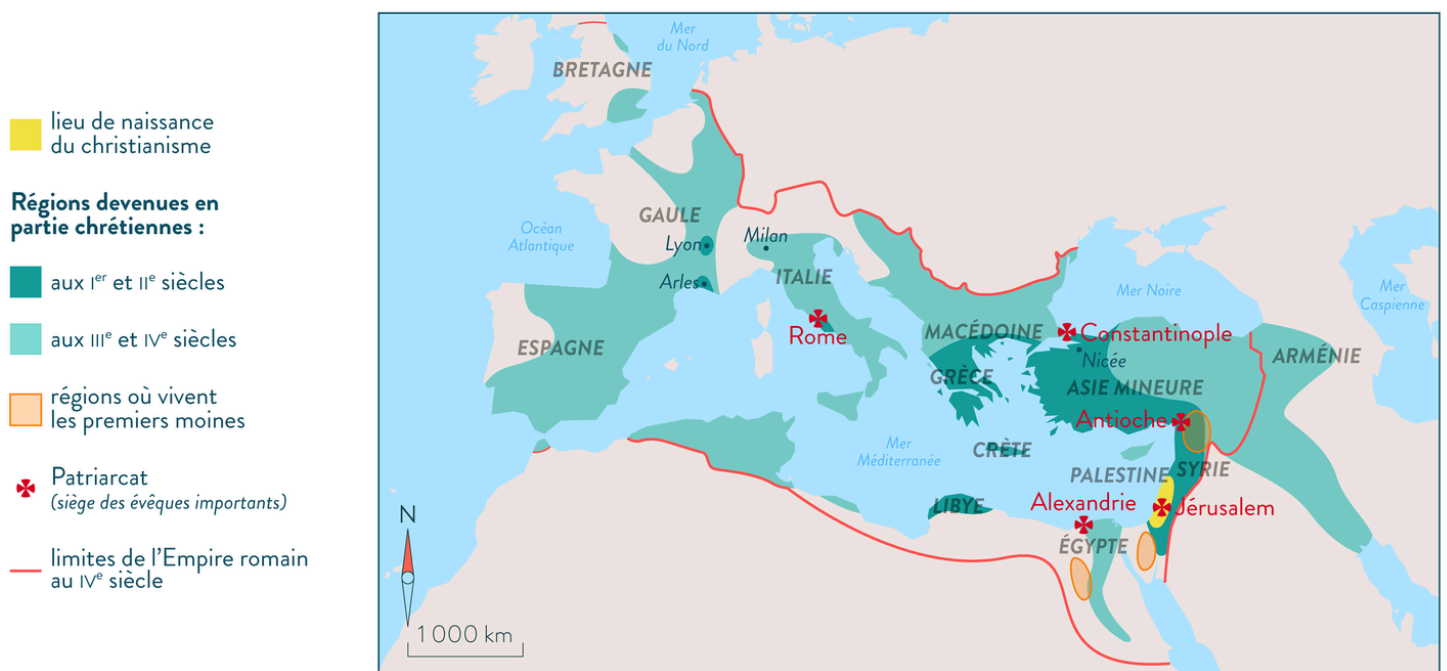 lieu de naissance
du christianisme
Régions devenues en
partie chrétiennes :
aux Ier et IIe siècles
aux IIIe et IVe siècles
régions où vivent
les premiers moines
Patriarcat
(siège des évêques importants)
limites de l'Empire romain
au IVe siècle
N
1 000 km
Mer
du Nord
BRETAGNE
Océan
Atlantique
GAULE
Lyon
Milan
Arles
ITALIE
Rome
ESPAGNE
Mer Noire
Mer
Caspienne
MACÉDOINE
Constantinople
Nicée
ARMÉNIE
GRÈCE
ASIE MINEURE
Antioche
CRÈTE
Mer
Méditerranée
PALESTINE
SYRIE
LIBYE
Alexandrie
Jérusalem
ÉGYPTE